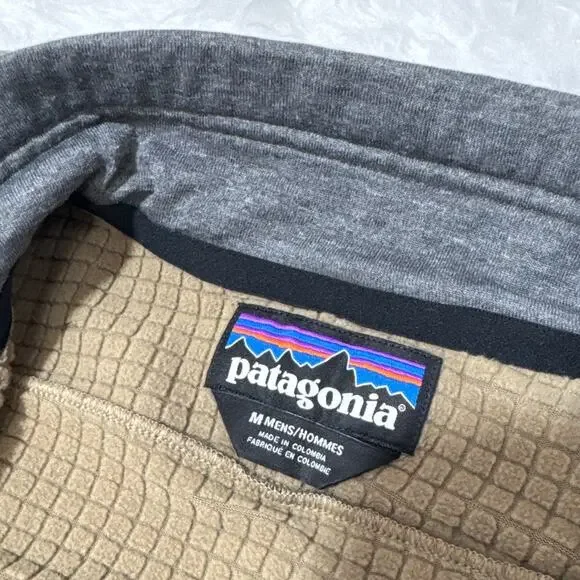 patagonia®
M MENS/HOMMES
MADE IN COLOMBIA
FABRIQUÉ EN COLOMBIE